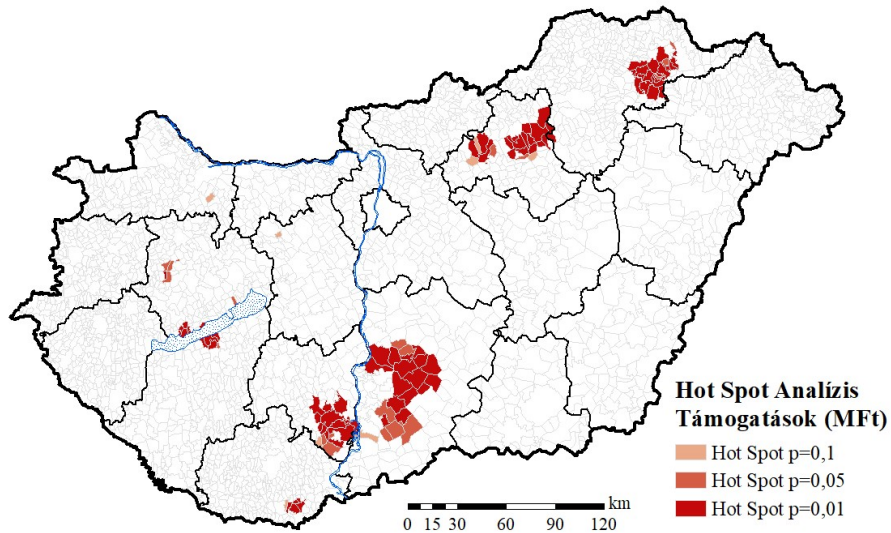 Hot Spot Analízis
Támogatások (MFt)
Hot Spot p=0,1
Hot Spot p=0,05
Hot Spot p=0,01
km
0 15 30 60 90 120